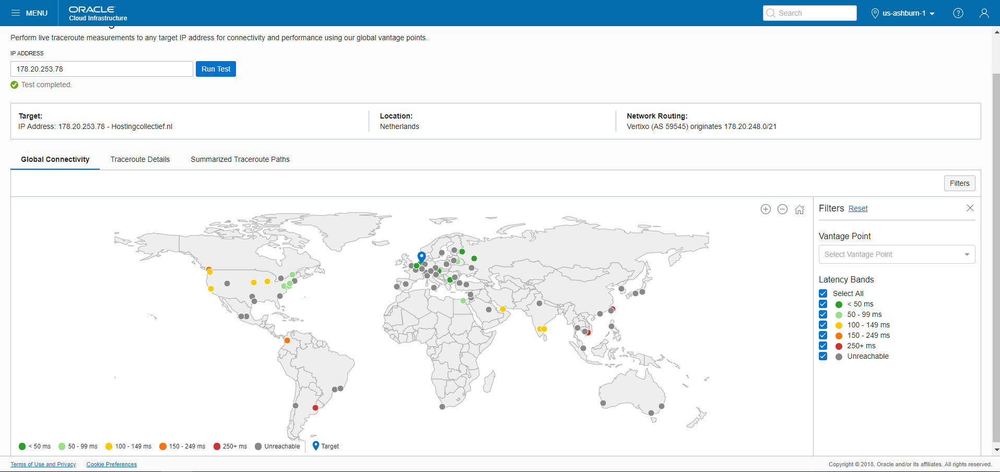 MENU
ORACLE
Cloud Infrastructure
Search
us-ashburn-1
Perform live traceroute measurements to any target IP address for connectivity and performance using our global vantage points.
IP ADDRESS
178.20.253.78
Run Test
Test completed.
Target:
IP Address: 178.20.253.78 - Hostingcollectief.nl
Location:
Netherlands
Network Routing:
Vertixo (AS 59545) originates 178.20.248.0/21
Global Connectivity
Traceroute Details
Summarized Traceroute Paths
Filters
Filters Reset
Vantage Point
Select Vantage Point
Latency Bands
Select All
< 50 ms
50 - 99 ms
100 - 149 ms
150 - 249 ms
250+ ms
Unreachable
< 50 ms 50 - 99 ms 100 - 149 ms 150 - 249 ms 250+ ms Unreachable Target
Terms of Use and Privacy Cookie Preferences
Copyright © 2018, Oracle and/or its affiliates. All rights reserved.